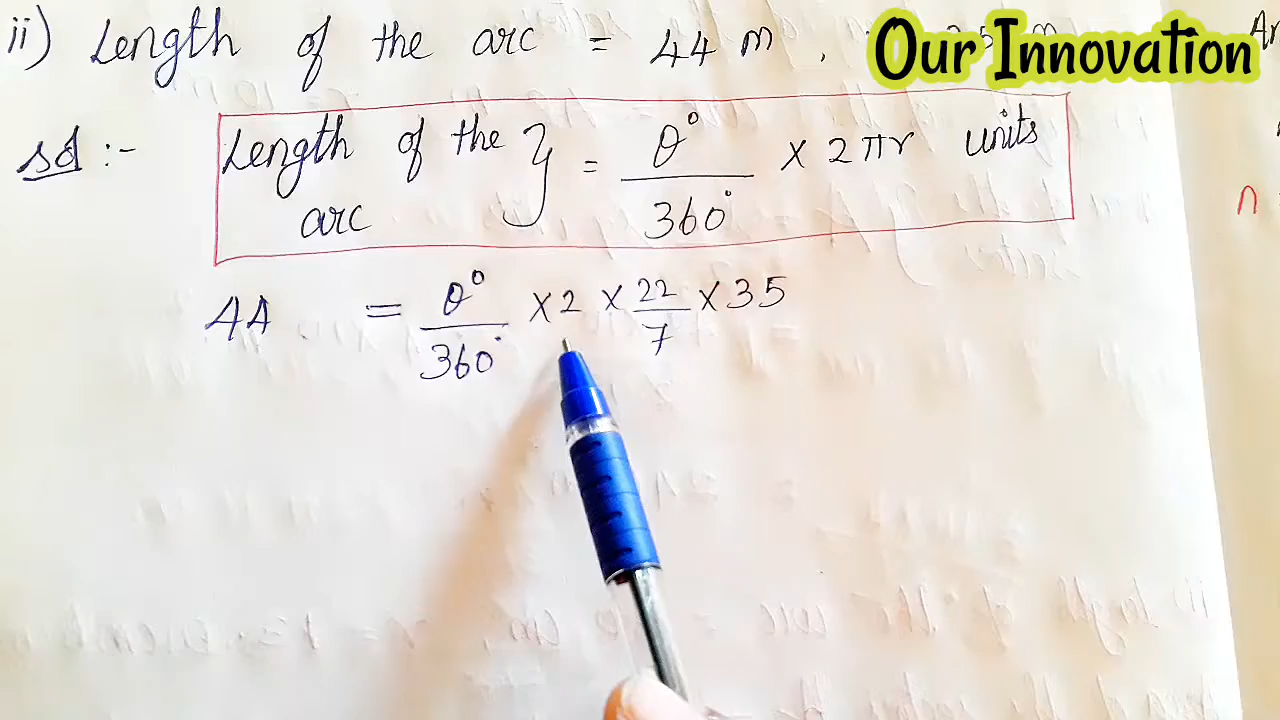 ii) Length of the arc = 44 m,
Our Innovation
Sol :- Length of the arc } = θ°/360° × 2πr units
44 = θ°/360° × 2 × 22/7 × 35